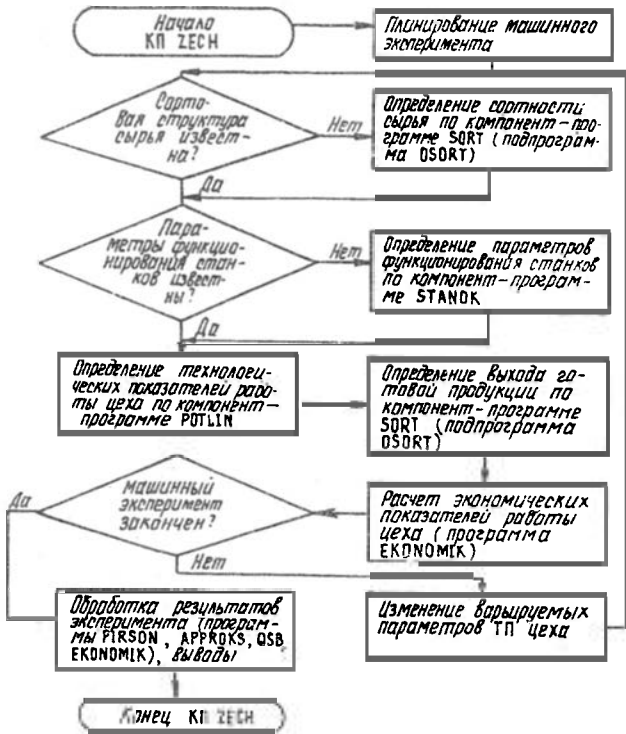 Начало
КП ZECH
Планирование машинного
эксперимента
Сорто-
вая структура
сырья извест-
на?
Нет
Определение сортности
сырья по компонент-про-
грамме SORT (подпрограм-
ма OSORT)
Да
Пара-
метры функцио-
нирования стан-
ков извест-
ны?
Нет
Определение параметров
функционирования станков
по компонент-програм-
ме STANOK
Да
Определение технологи-
ческих показателей рабо-
ты цеха по компонент-
программе POTLIN
Определение выхода го-
товой продукции по
компонент-программе
SORT (подпрограмма
OSORT)
Да
Машинный
эксперимент
закончен?
Расчет экономических
показателей работы
цеха (программа
EKONOMIK)
Нет
Обработка результатов
эксперимента (програм-
мы PIRSON, APPROKS, QSB
EKONOMIK), выводы
Изменение варьируемых
параметров ТП цеха
Конец КП ZECH